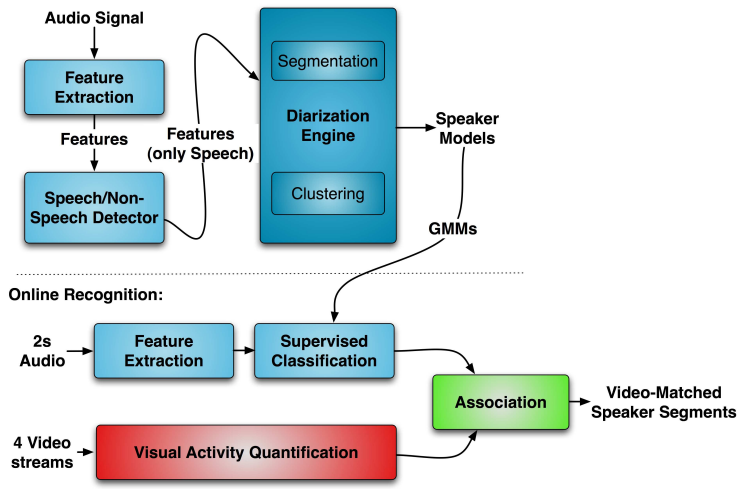 Audio Signal
Feature
Extraction
Features
Speech/Non-
Speech Detector
Features
(only Speech)
Segmentation
Diarization
Engine
Clustering
Speaker
Models
GMMs
Online Recognition:
2s
Audio
Feature
Extraction
Supervised
Classification
Association
Video-Matched
Speaker Segments
4 Video
streams
Visual Activity Quantification